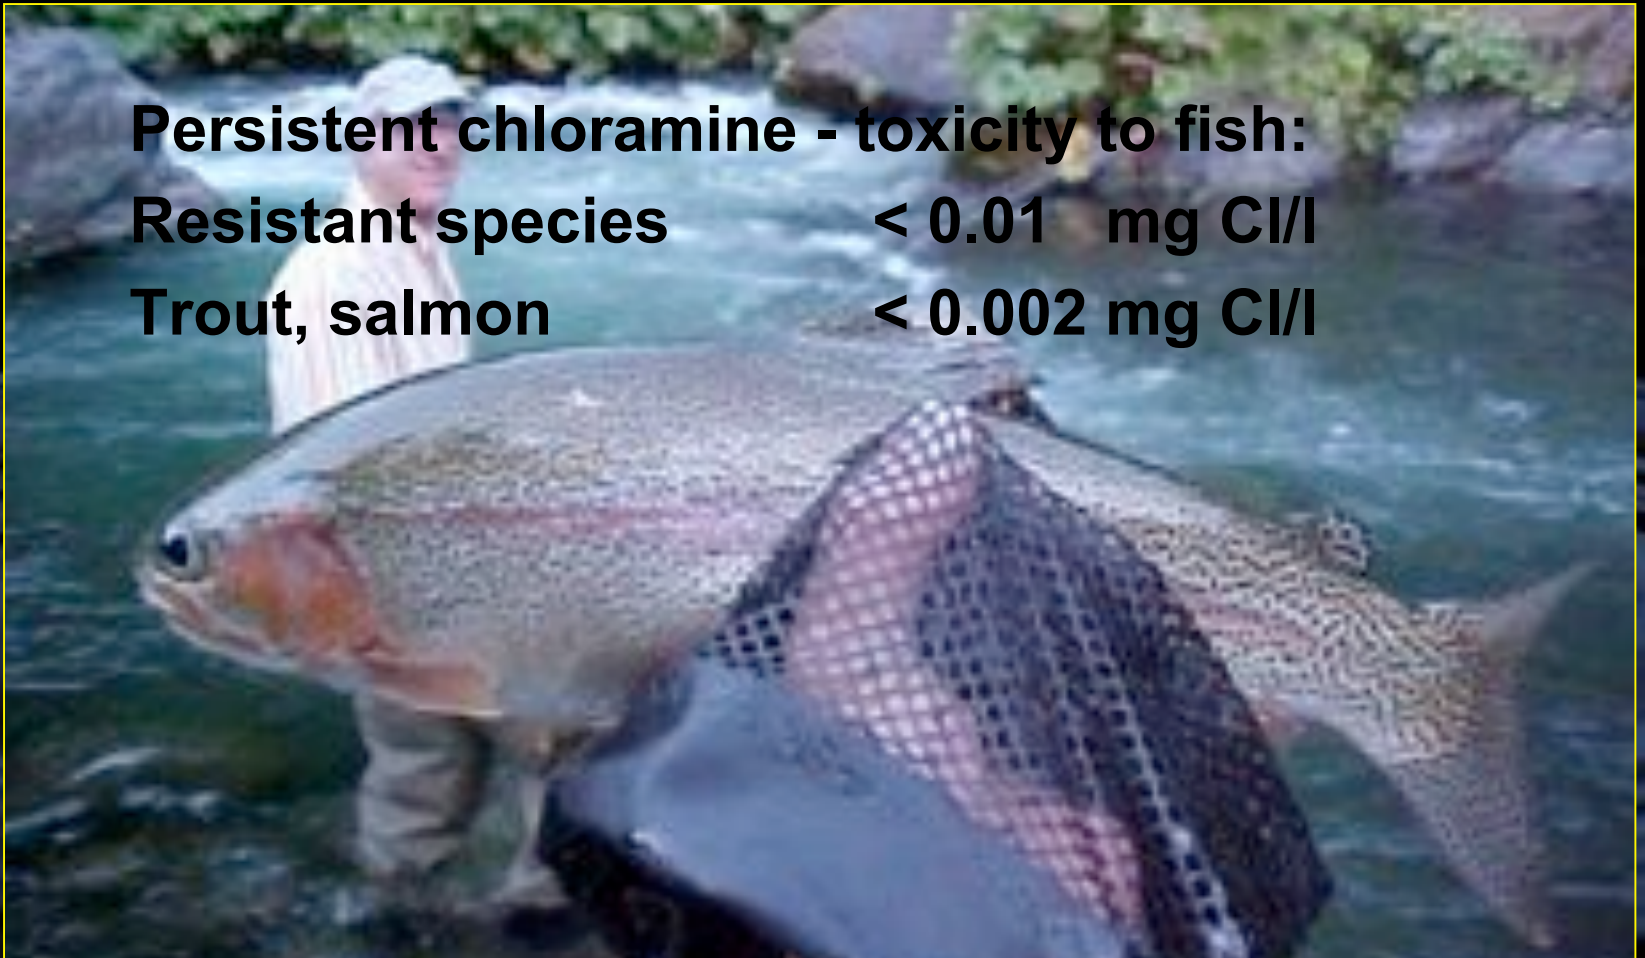 Persistent chloramine - toxicity to fish:
Resistant species < 0.01 mg Cl/l
Trout, salmon < 0.002 mg Cl/l